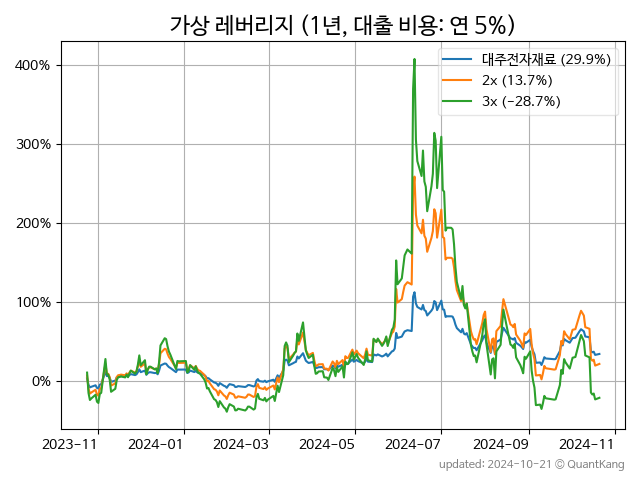 가상 레버리지 (1년, 대출 비용: 연 5%)
대주전자재료 (29.9%)
2x (13.7%)
3x (−28.7%)
400%
300%
200%
100%
0%
2023−11 2024−01 2024−03 2024−05 2024−07 2024−09 2024−11
updated: 2024-10-21 © QuantKang